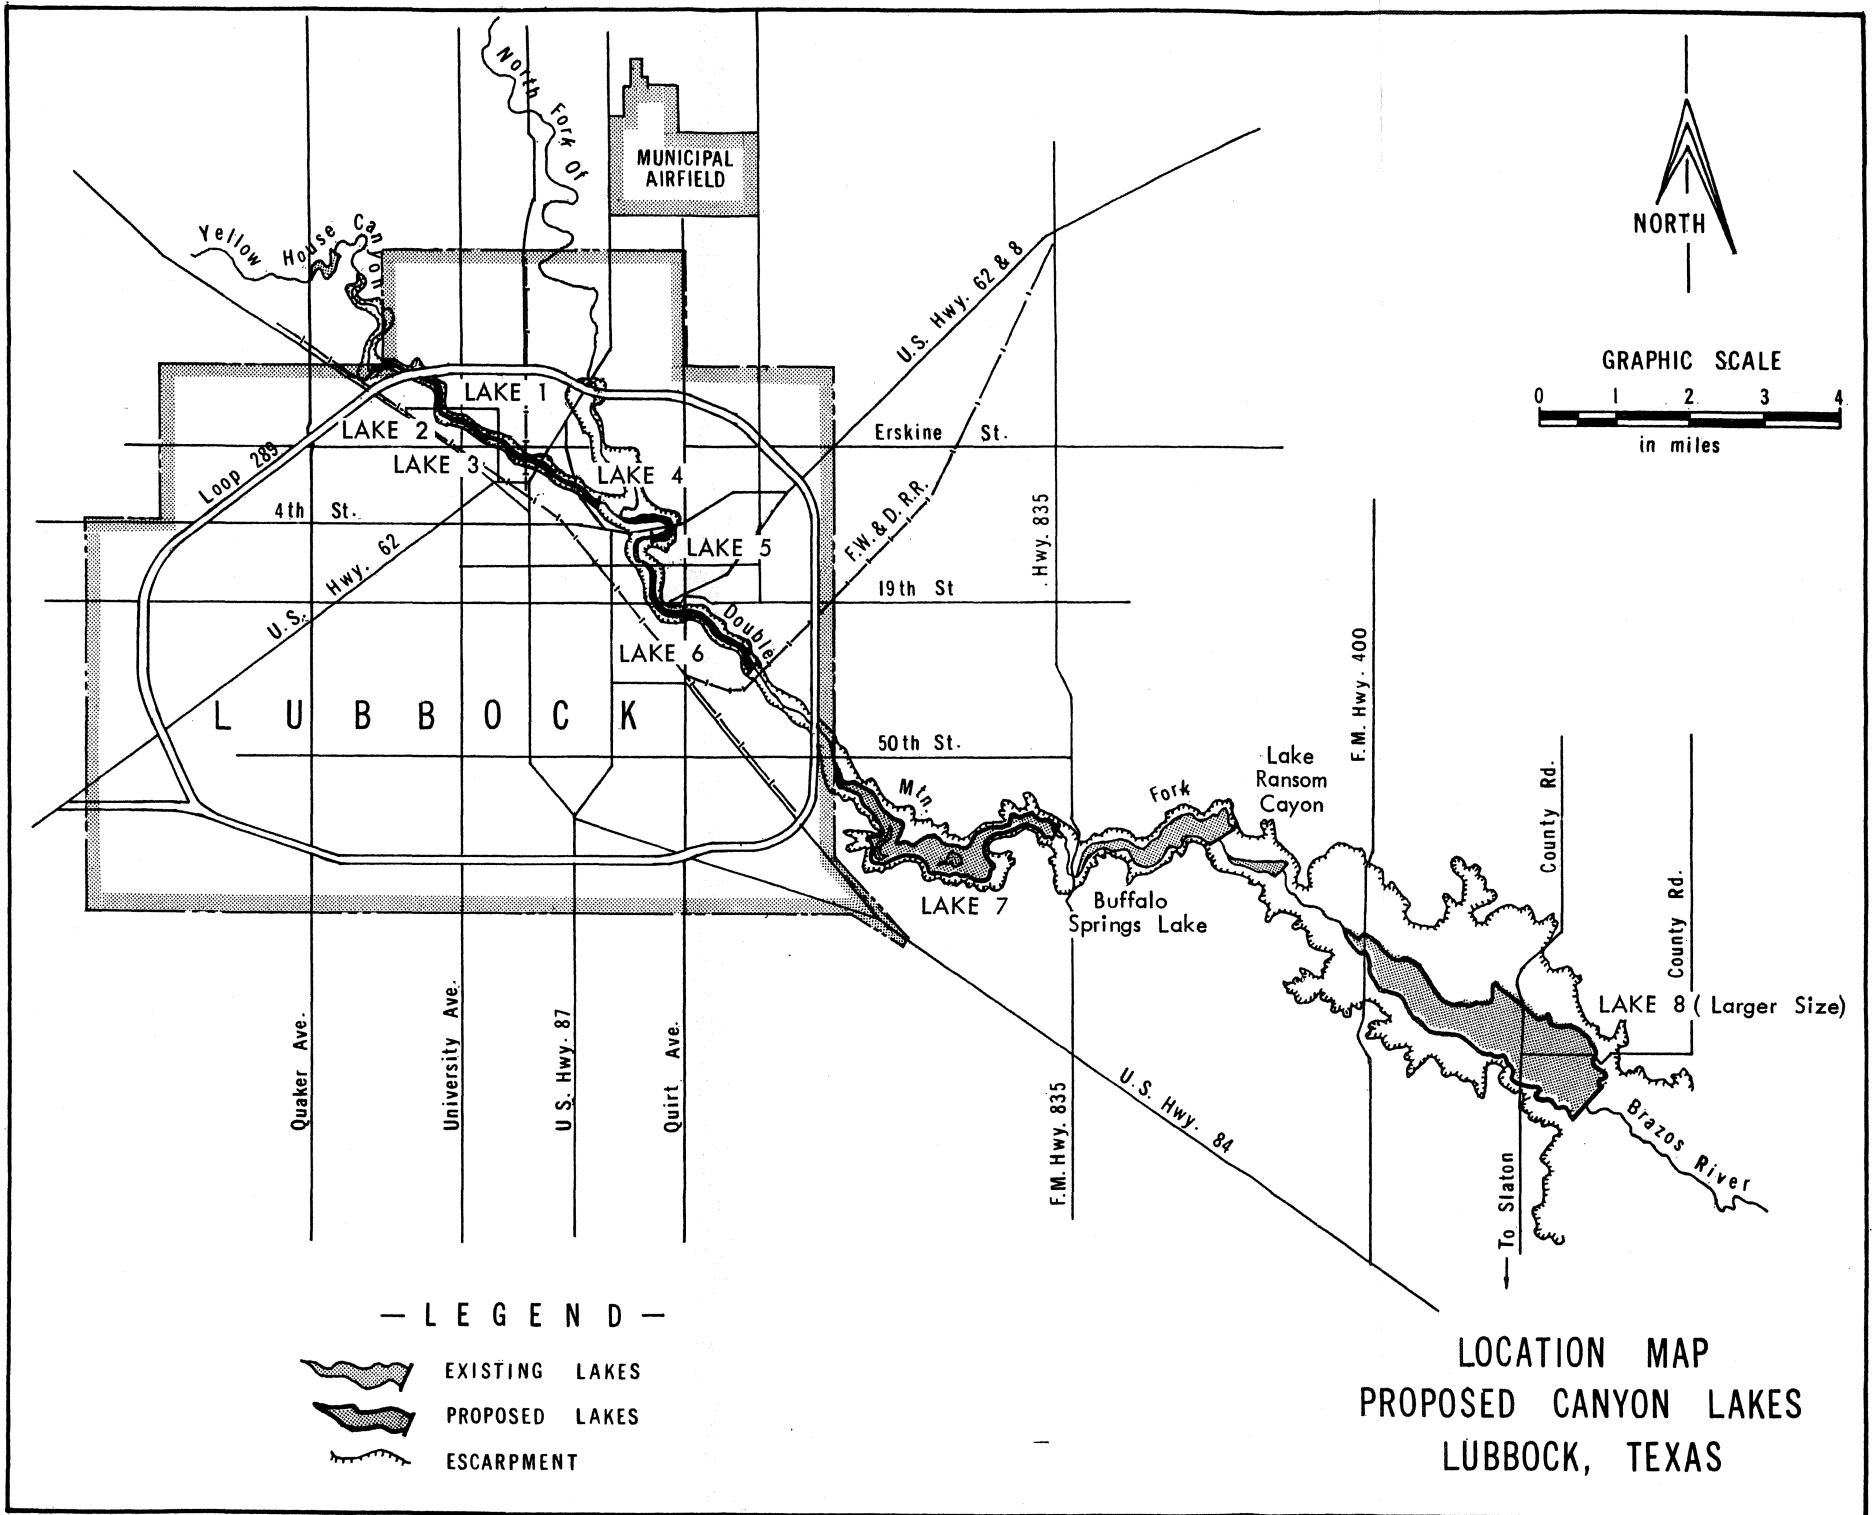 North Fork Of
MUNICIPAL
AIRFIELD
Yellow House Canyon
NORTH
U.S. Hwy. 62 & 8
GRAPHIC SCALE
0 1 2 3 4
in miles
LAKE 1
LAKE 2
LAKE 3
LAKE 4
Erskine St.
Loop 289
4th St.
U.S. Hwy. 62
LAKE 5
F.W. & D. R.R.
. Hwy. 835
19th St
Double
LAKE 6
F.M. Hwy. 400
LUBBOCK
50th St.
Mtn.
Fork
Lake
Ransom
Cayon
County Rd.
County Rd.
LAKE 7
Buffalo
Springs Lake
LAKE 8 ( Larger Size)
Quaker Ave.
University Ave.
U S. Hwy. 87
Quirt Ave.
F.M. Hwy. 835
U.S. Hwy. 84
Brazos River
To Slaton
— LEGEND —
EXISTING LAKES
PROPOSED LAKES
ESCARPMENT
LOCATION MAP
PROPOSED CANYON LAKES
LUBBOCK, TEXAS